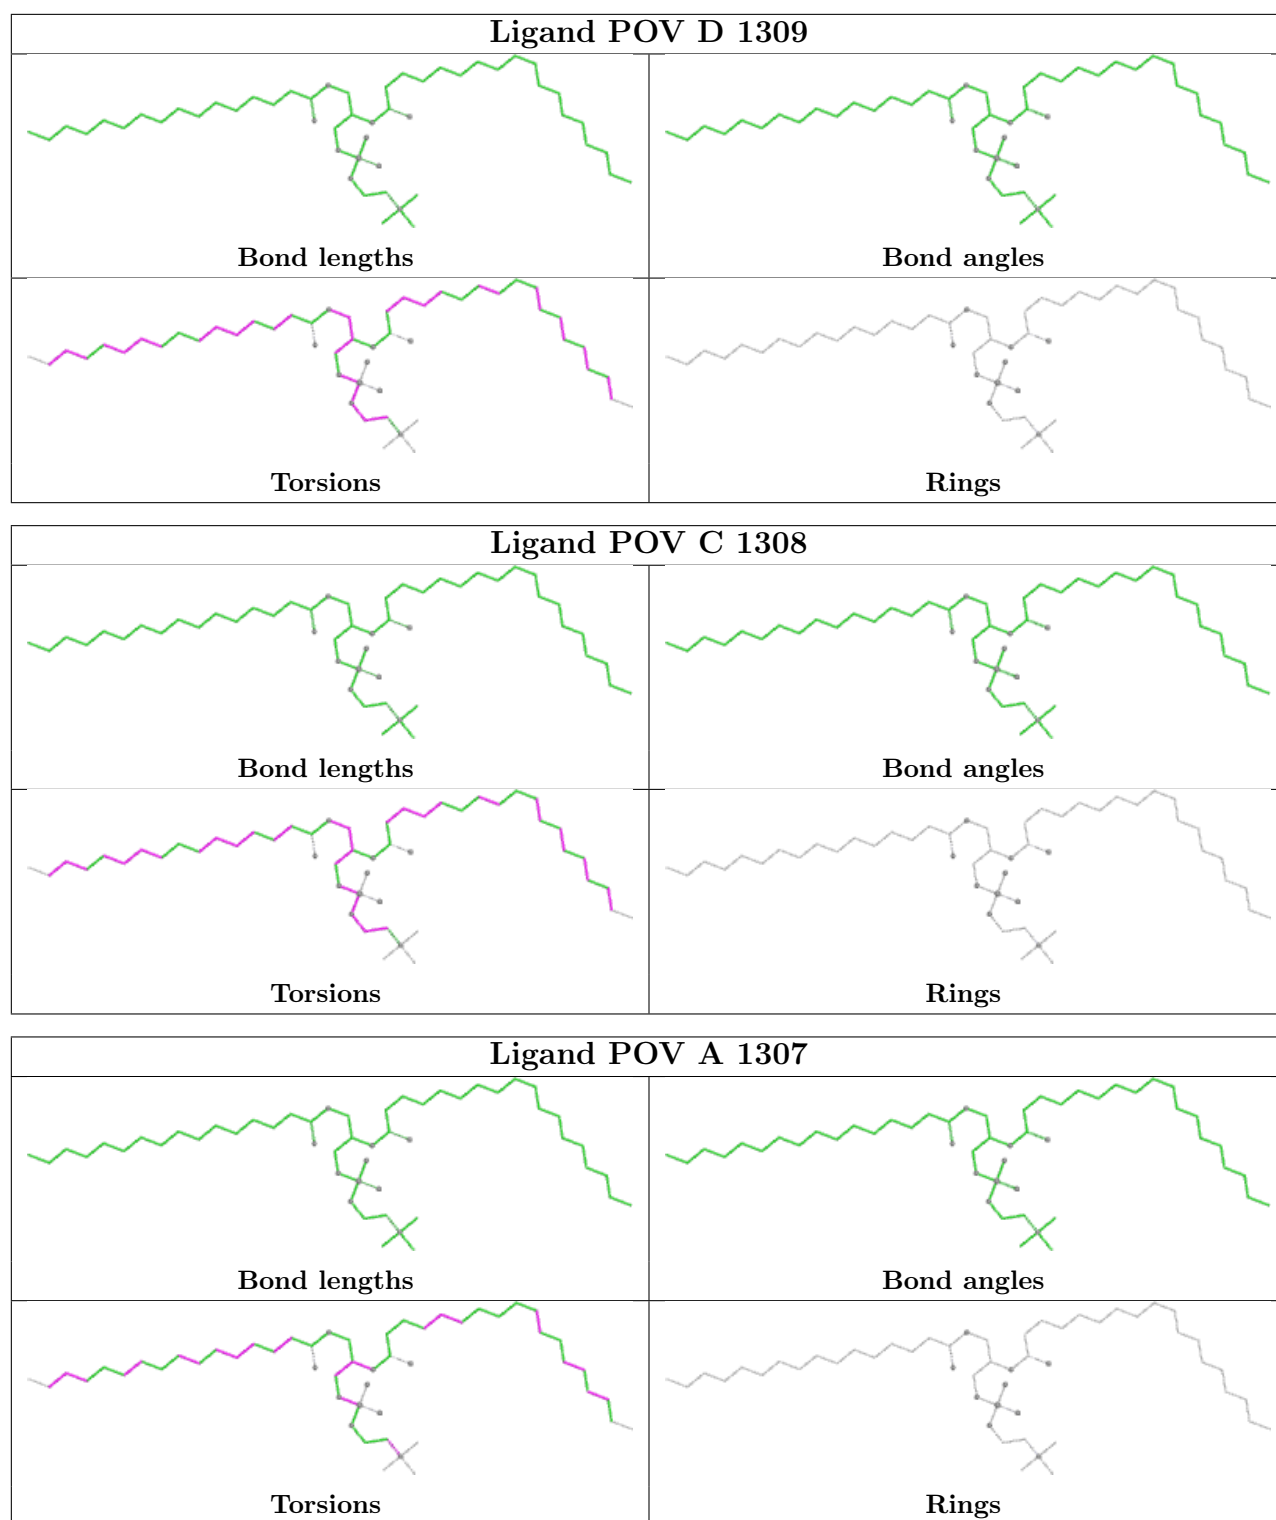 Ligand POV D 1309
Bond lengths
Bond angles
Torsions
Rings
Ligand POV C 1308
Bond lengths
Bond angles
Torsions
Rings
Ligand POV A 1307
Bond lengths
Bond angles
Torsions
Rings